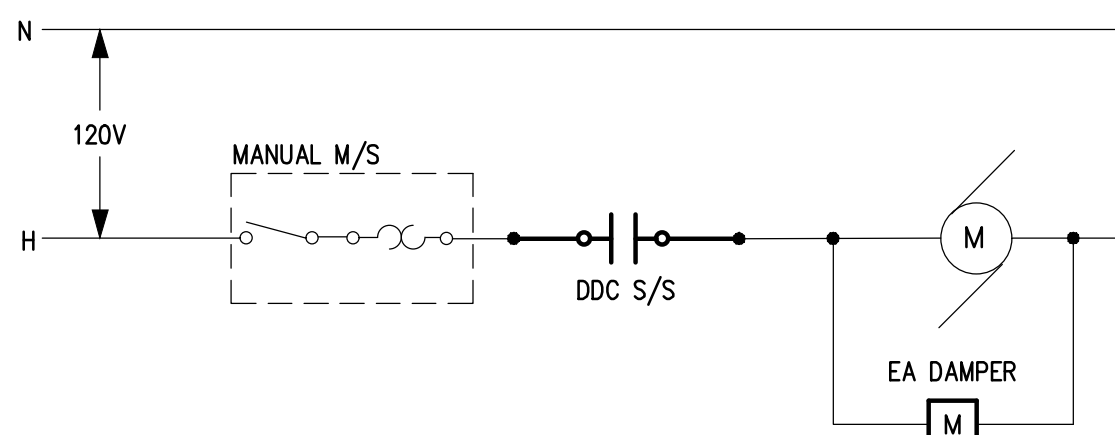 N
120V
MANUAL M/S
H
M
DDC S/S
EA DAMPER
M